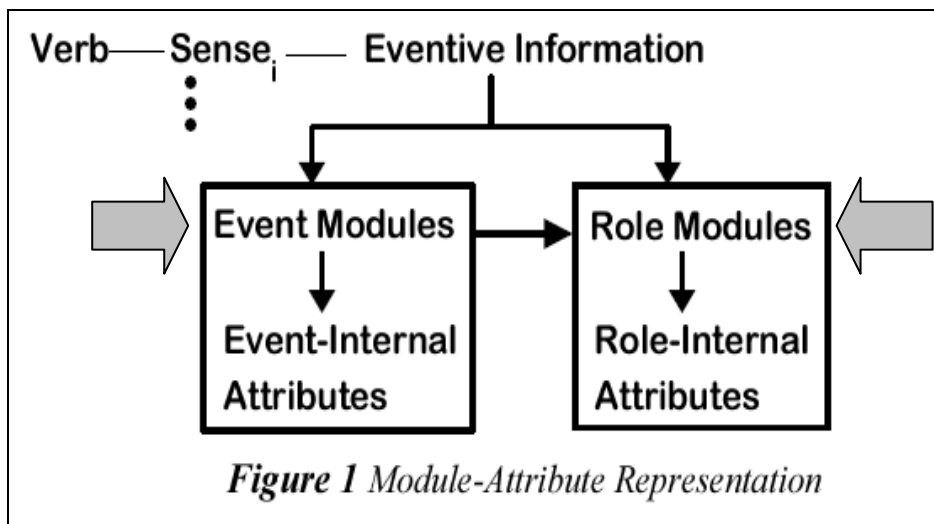 Verb Sense i Eventive Information
Event Modules
Role Modules
Event-Internal
Attributes
Role-Internal
Attributes
Figure 1 Module-Attribute Representation